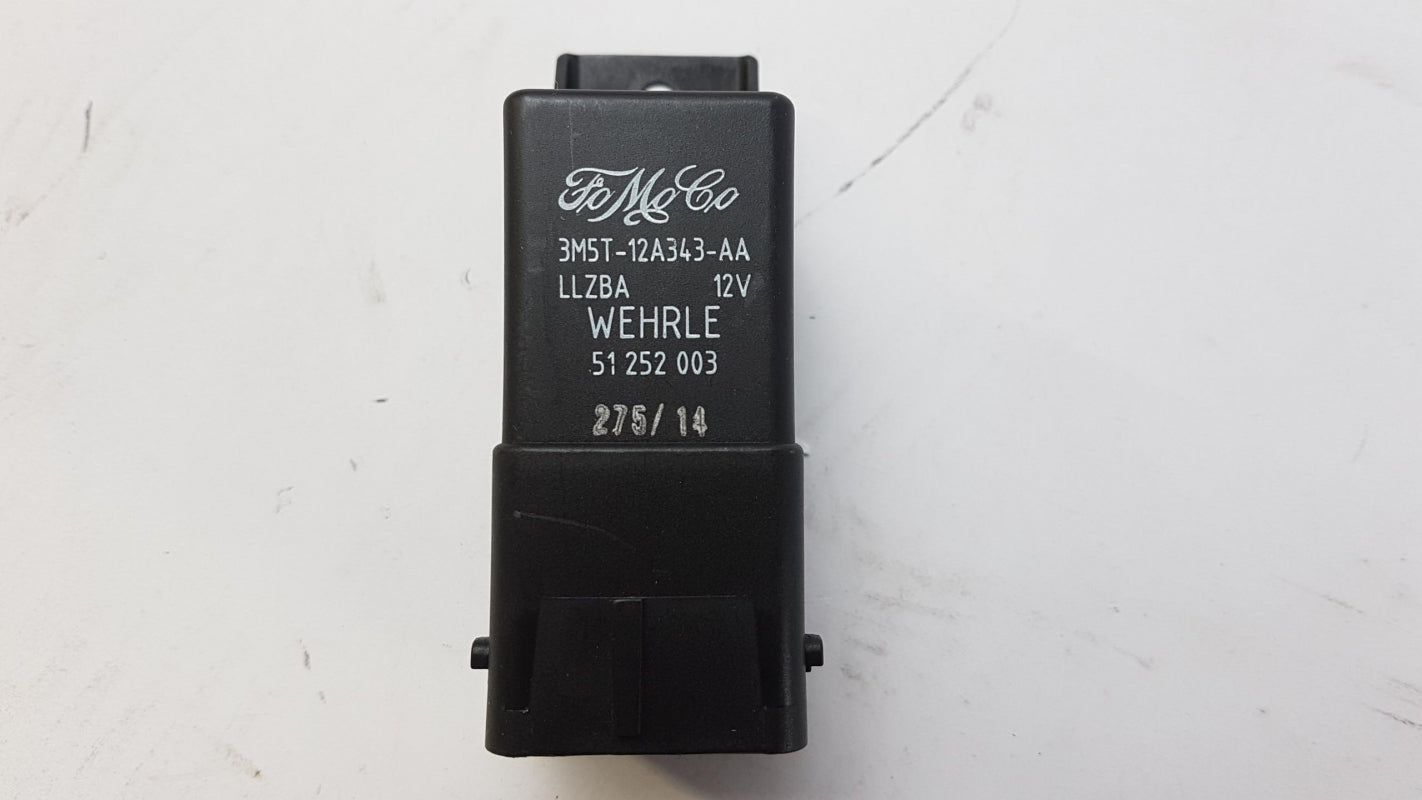 FoMoCo
3M5T-12A343-AA
LLZBA 12V
WEHRLE
51 252 003
275/14